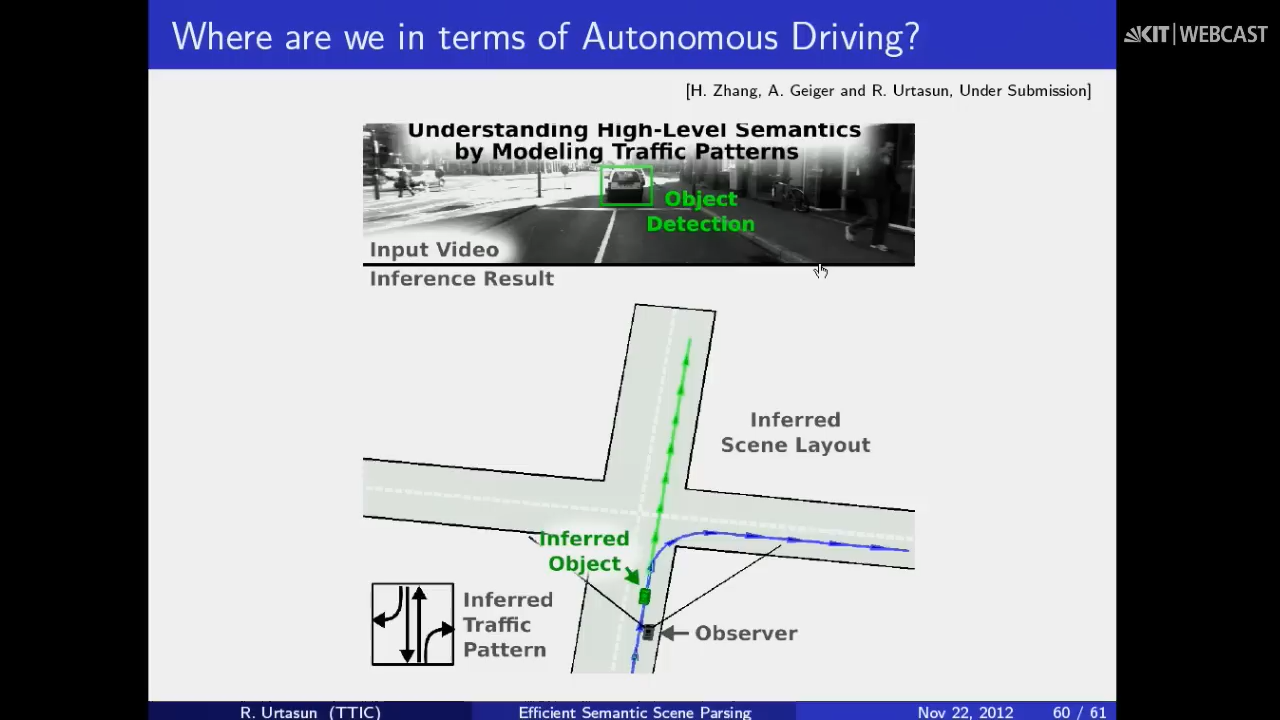 Where are we in terms of Autonomous Driving?
KIT | WEBCAST
[H. Zhang, A. Geiger and R. Urtasun, Under Submission]
Understanding High-Level Semantics
by Modeling Traffic Patterns
Object
Detection
Input Video
Inference Result
Inferred
Scene Layout
Inferred
Object
Inferred
Traffic
Pattern
Observer
R. Urtasun (TTIC)
Efficient Semantic Scene Parsing
Nov 22, 2012
60 / 61